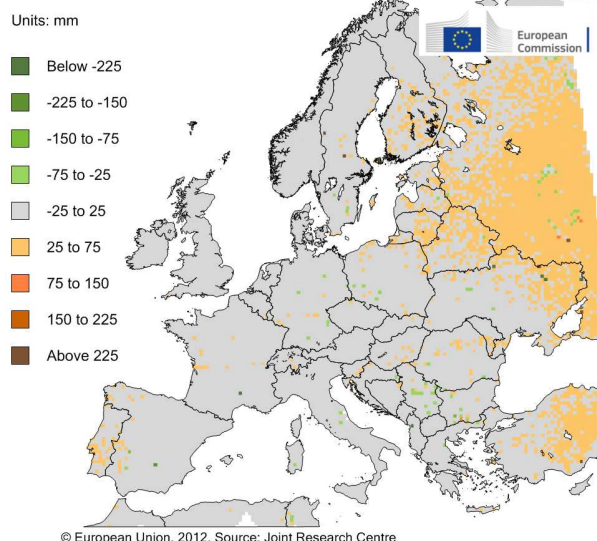 Units: mm
European
Commission
Below -225
-225 to -150
-150 to -75
-75 to -25
-25 to 25
25 to 75
75 to 150
150 to 225
Above 225
© European Union, 2012. Source: Joint Research Centre